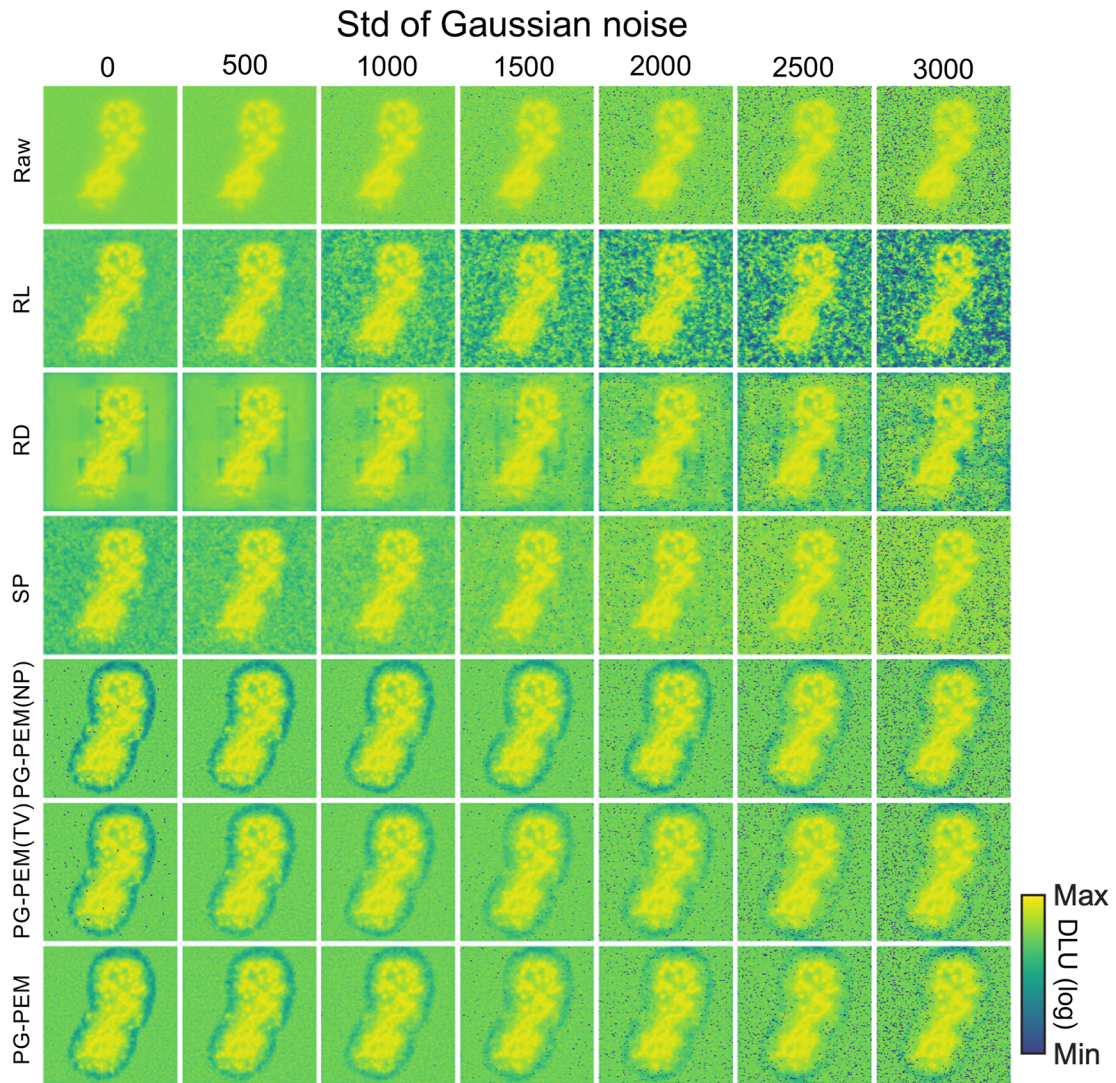 Std of Gaussian noise
0 500 1000 1500 2000 2500 3000
Raw
RL
RD
SP
PG-PEM(NP)
PG-PEM(TV)
PG-PEM
Max
DLU (log)
Min